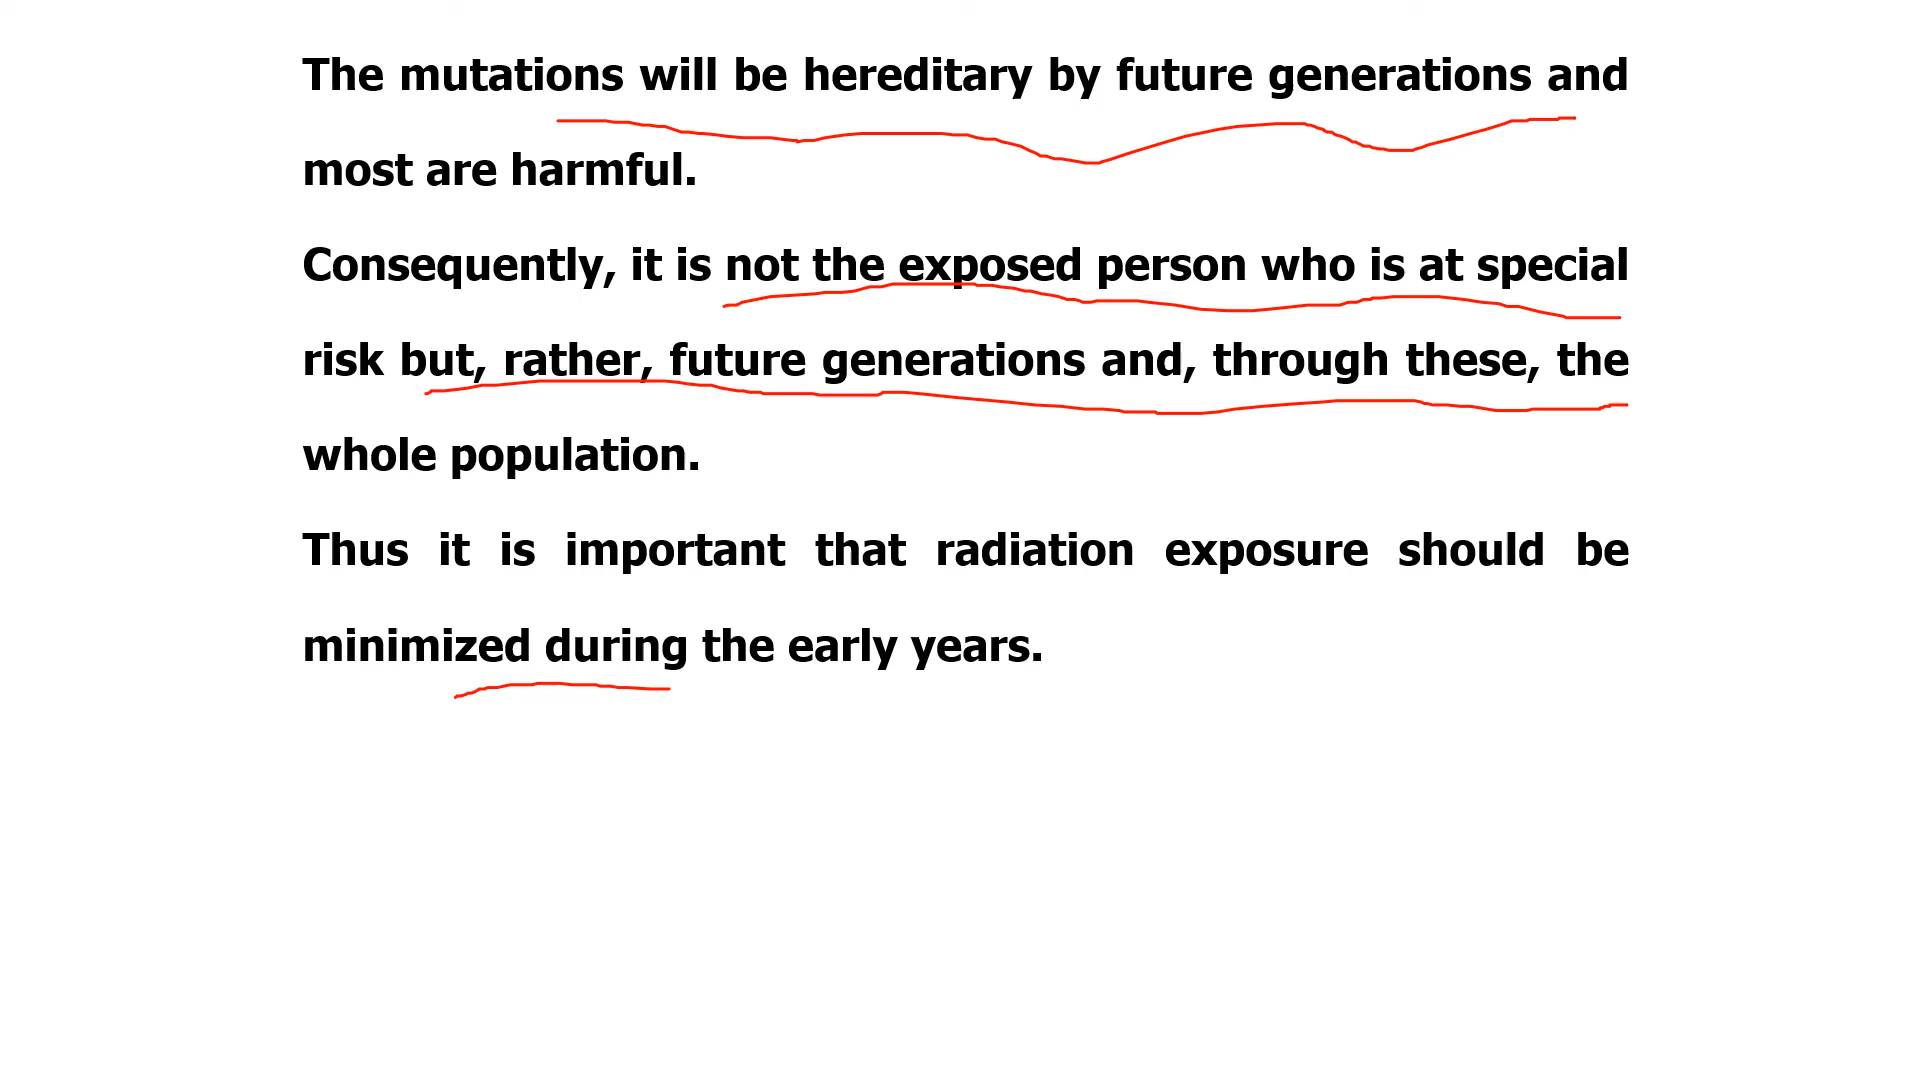 The mutations will be hereditary by future generations and
most are harmful.
Consequently, it is not the exposed person who is at special
risk but, rather, future generations and, through these, the
whole population.
Thus it is important that radiation exposure should be
minimized during the early years.